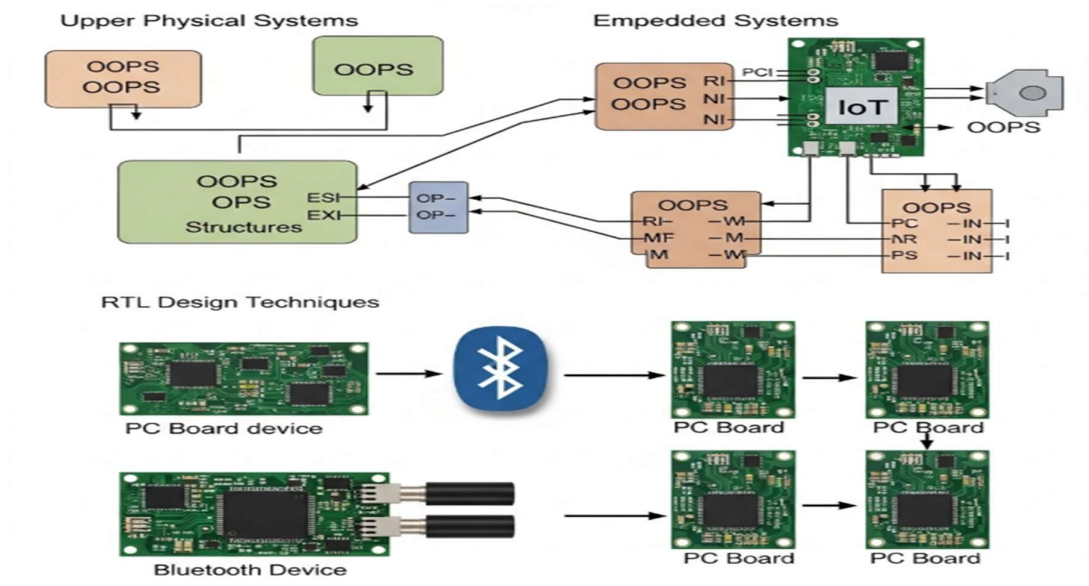 Upper Physical Systems
Empedded Systems
OOPS
OOPS
OOPS
OOPS
OOPS
RI
NI
NI
PCI
IoT
OOPS
OOPS
OPS
Structures
ESI
EXI
OP-
OP-
OOPS
RI- -W
MF -M
M -W
OOPS
PC -IN-I
AR -IN-I
PS -IN-I
RTL Design Techniques
PC Board device
PC Board
PC Board
Bluetooth Device
PC Board
PC Board